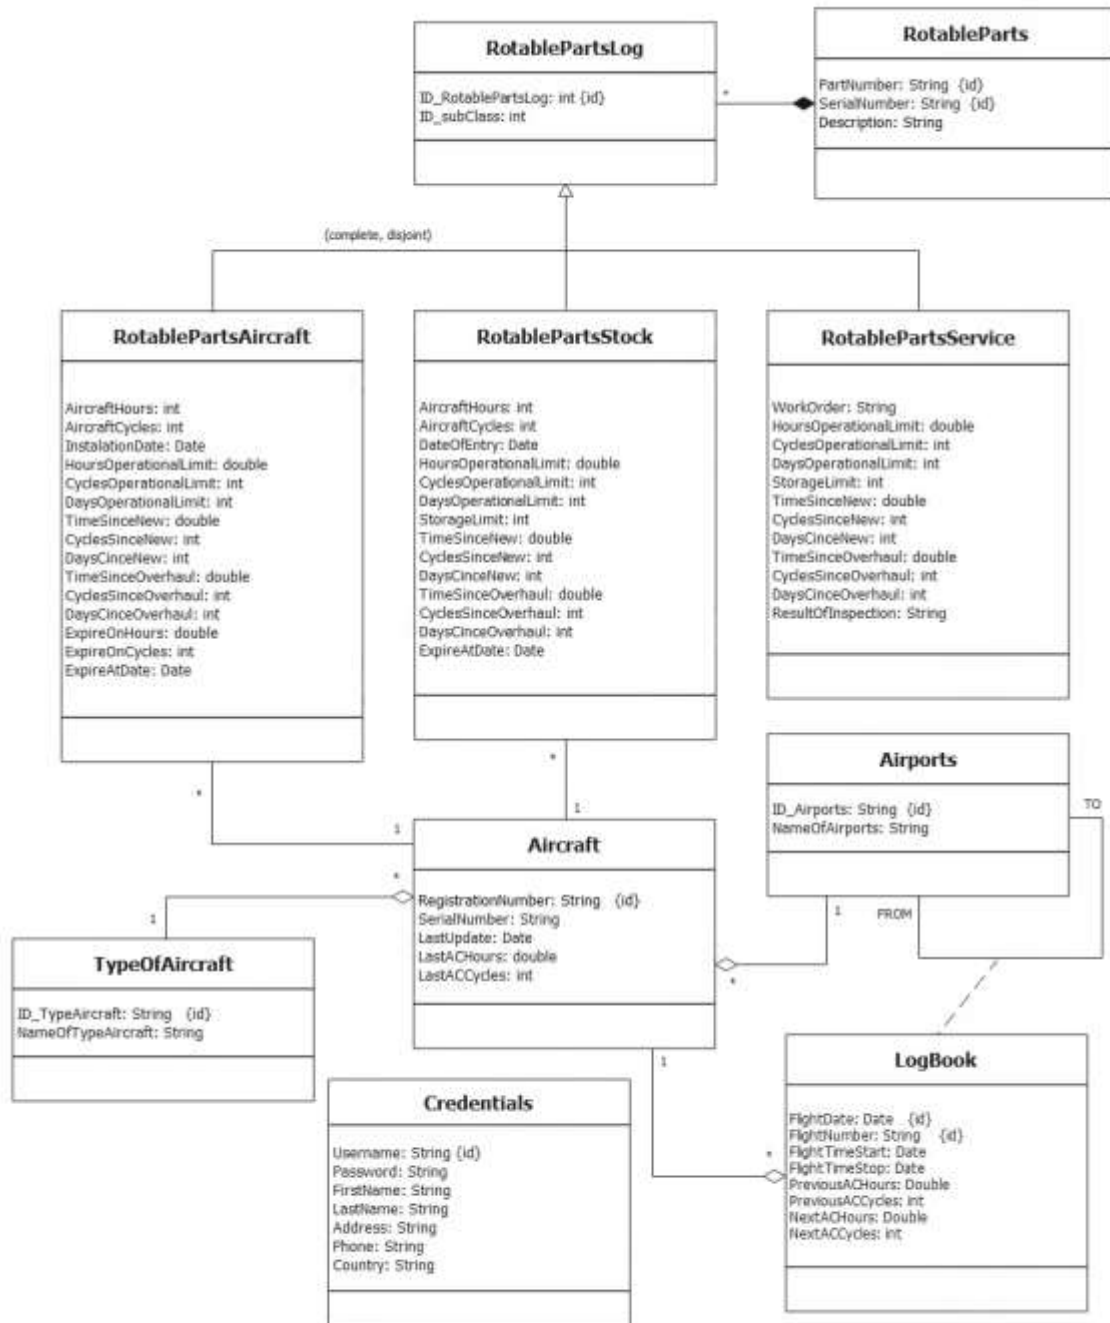 RotablePartsLog
ID_RotablePartsLog: int {id}
ID_subClass: int
*
RotableParts
PartNumber: String {id}
SerialNumber: String {id}
Description: String
{complete, disjoint}
RotablePartsAircraft
AircraftHours: int
AircraftCycles: int
InstalationDate: Date
HoursOperationalLimit: double
CyclesOperationalLimit: int
DaysOperationalLimit: int
TimeSinceNew: double
CyclesSinceNew: int
DaysCinceNew: int
TimeSinceOverhaul: double
CyclesSinceOverhaul: int
DaysCinceOverhaul: int
ExpireOnHours: double
ExpireOnCycles: int
ExpireAtDate: Date
RotablePartsStock
AircraftHours: int
AircraftCycles: int
DateOfEntry: Date
HoursOperationalLimit: double
CyclesOperationalLimit: int
DaysOperationalLimit: int
StorageLimit: int
TimeSinceNew: double
CyclesSinceNew: int
DaysCinceNew: int
TimeSinceOverhaul: double
CyclesSinceOverhaul: int
DaysCinceOverhaul: int
ExpireAtDate: Date
RotablePartsService
WorkOrder: String
HoursOperationalLimit: double
CyclesOperationalLimit: int
DaysOperationalLimit: int
StorageLimit: int
TimeSinceNew: double
CyclesSinceNew: int
DaysCinceNew: int
TimeSinceOverhaul: double
CyclesSinceOverhaul: int
DaysCinceOverhaul: int
ResultOfInspection: String
*
1
*
1
Aircraft
RegistrationNumber: String {id}
SerialNumber: String
LastUpdate: Date
LastACHours: double
LastACCycles: int
Airports
ID_Airports: String {id}
NameOfAirports: String
TO
FROM
1
*
*
1
TypeOfAircraft
ID_TypeAircraft: String {id}
NameOfTypeAircraft: String
1
*
LogBook
FlightDate: Date {id}
FlightNumber: String {id}
FlightTimeStart: Date
FlightTimeStop: Date
PreviousACHours: Double
PreviousACCycles: int
NextACHours: Double
NextACCycles: int
Credentials
Username: String {id}
Password: String
FirstName: String
LastName: String
Address: String
Phone: String
Country: String